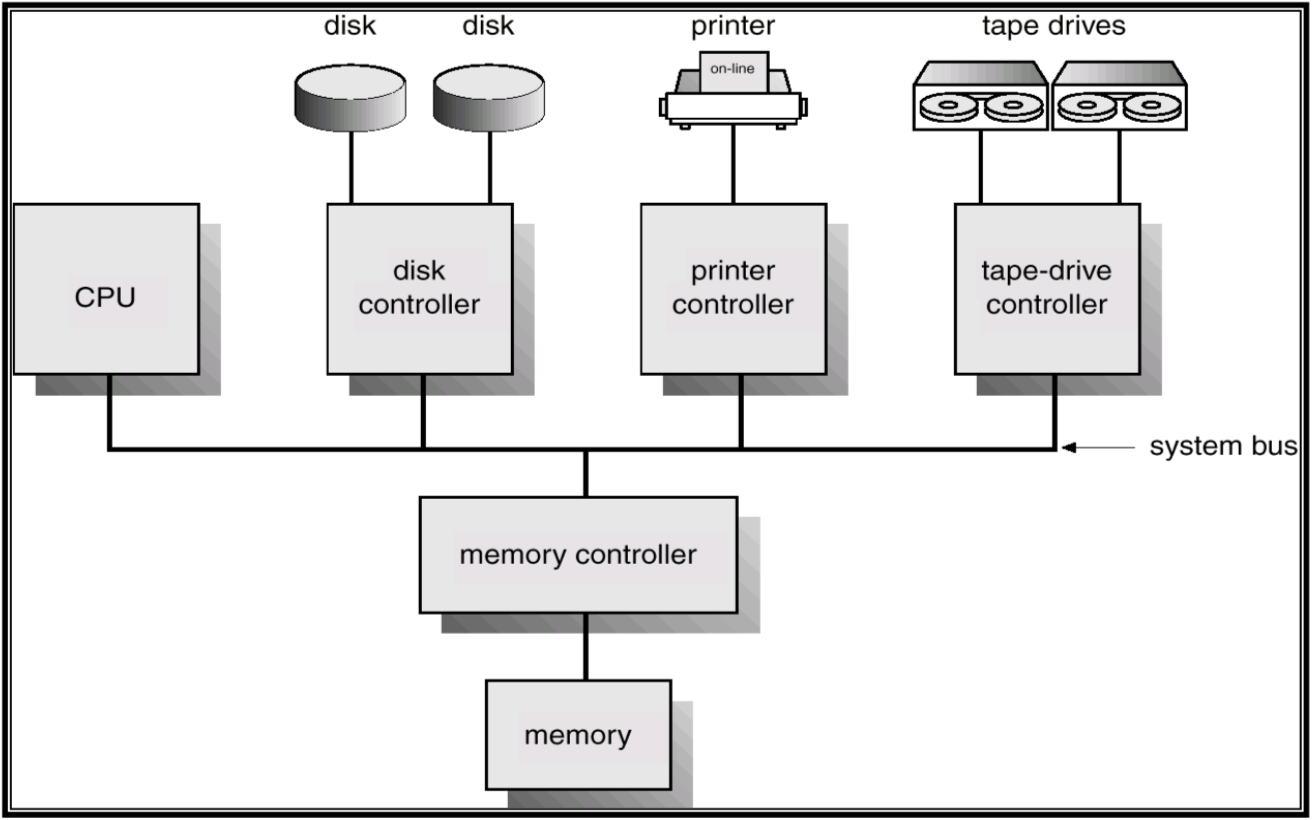 disk
disk
printer
tape drives
on-line
CPU
disk
controller
printer
controller
tape-drive
controller
system bus
memory controller
memory